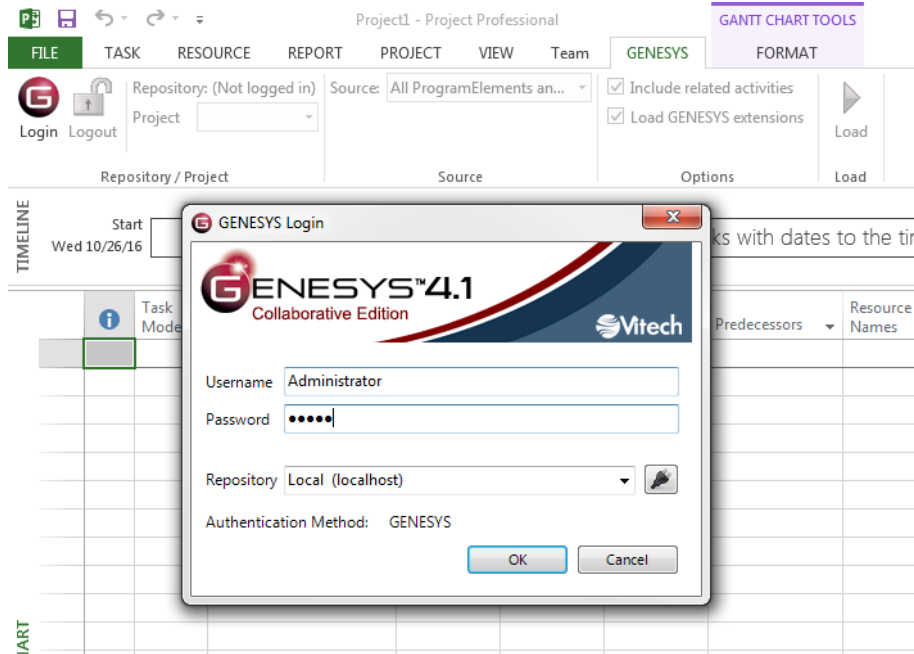 Project1 - Project Professional
GANTT CHART TOOLS
FILE TASK RESOURCE REPORT PROJECT VIEW Team GENESYS FORMAT
Repository: (Not logged in) Source: All ProgramElements an... Include related activities
Login Logout Project Load GENESYS extensions Load
Repository / Project Source Options Load
TIMELINE
Start
Wed 10/26/16
GENESYS Login
ks with dates to the
GENESYS™4.1
Collaborative Edition
Vitech
Task
Mode
Predecessors
Resource
Names
Username Administrator
Password •••••
Repository Local (localhost)
Authentication Method: GENESYS
OK Cancel